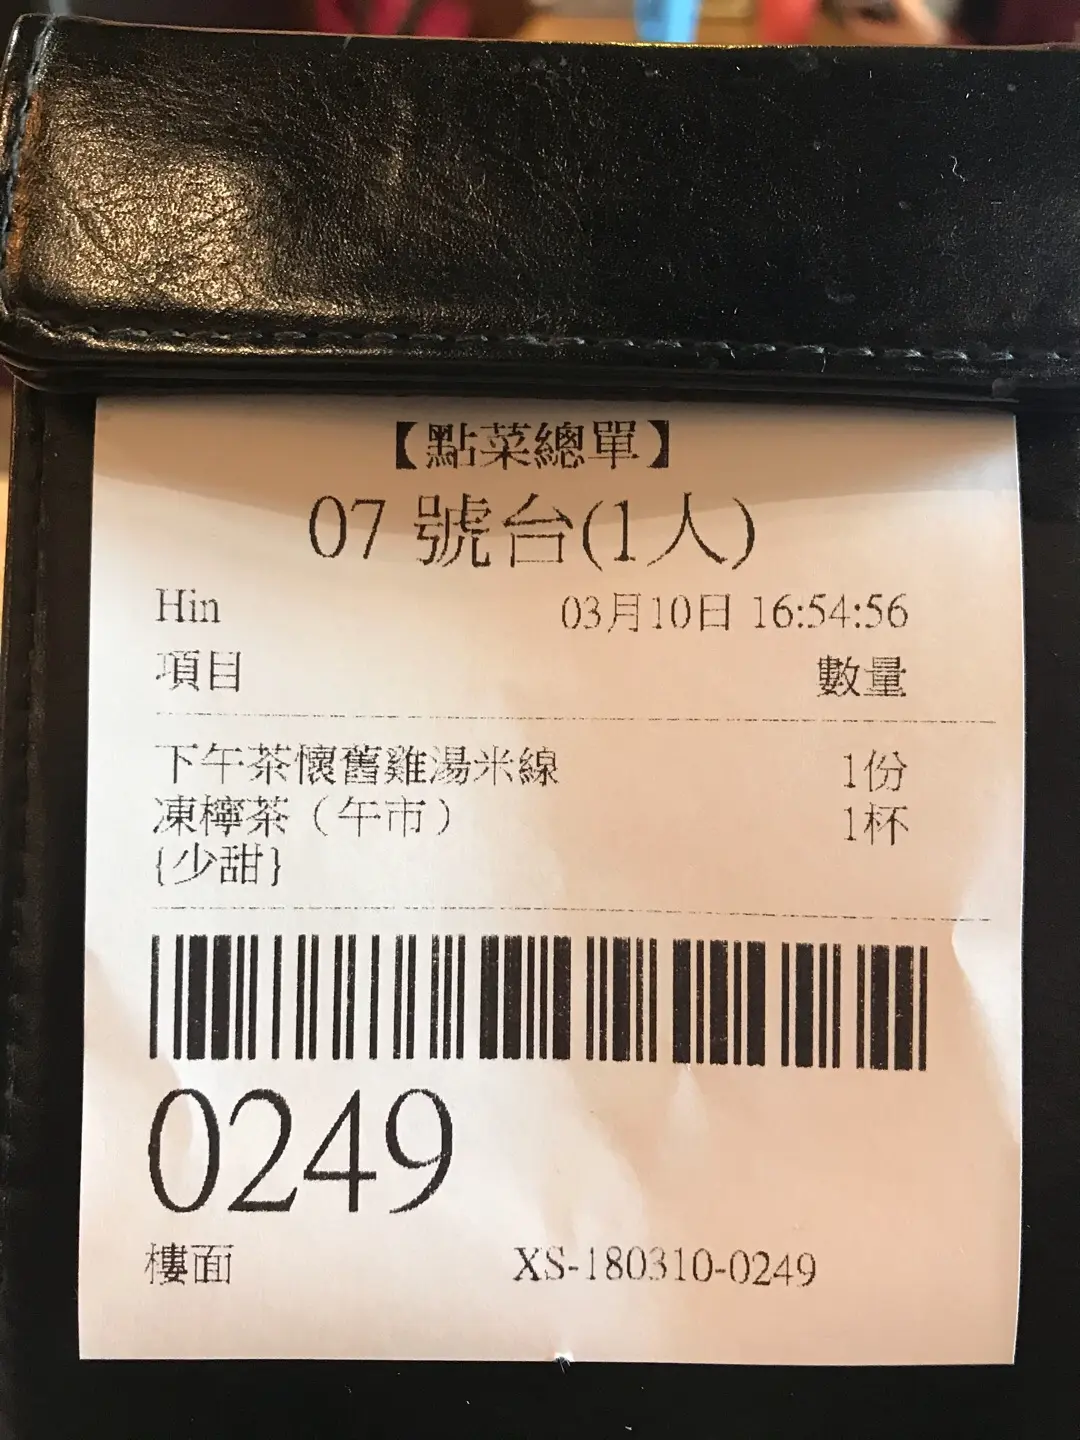 【點菜總單】
07 號台(1人)
Hin 03月10日 16:54:56
項目 數量
下午茶懷舊雞湯米線 1份
凍檸茶（午市） 1杯
{少甜}
0249
樓面 XS-180310-0249